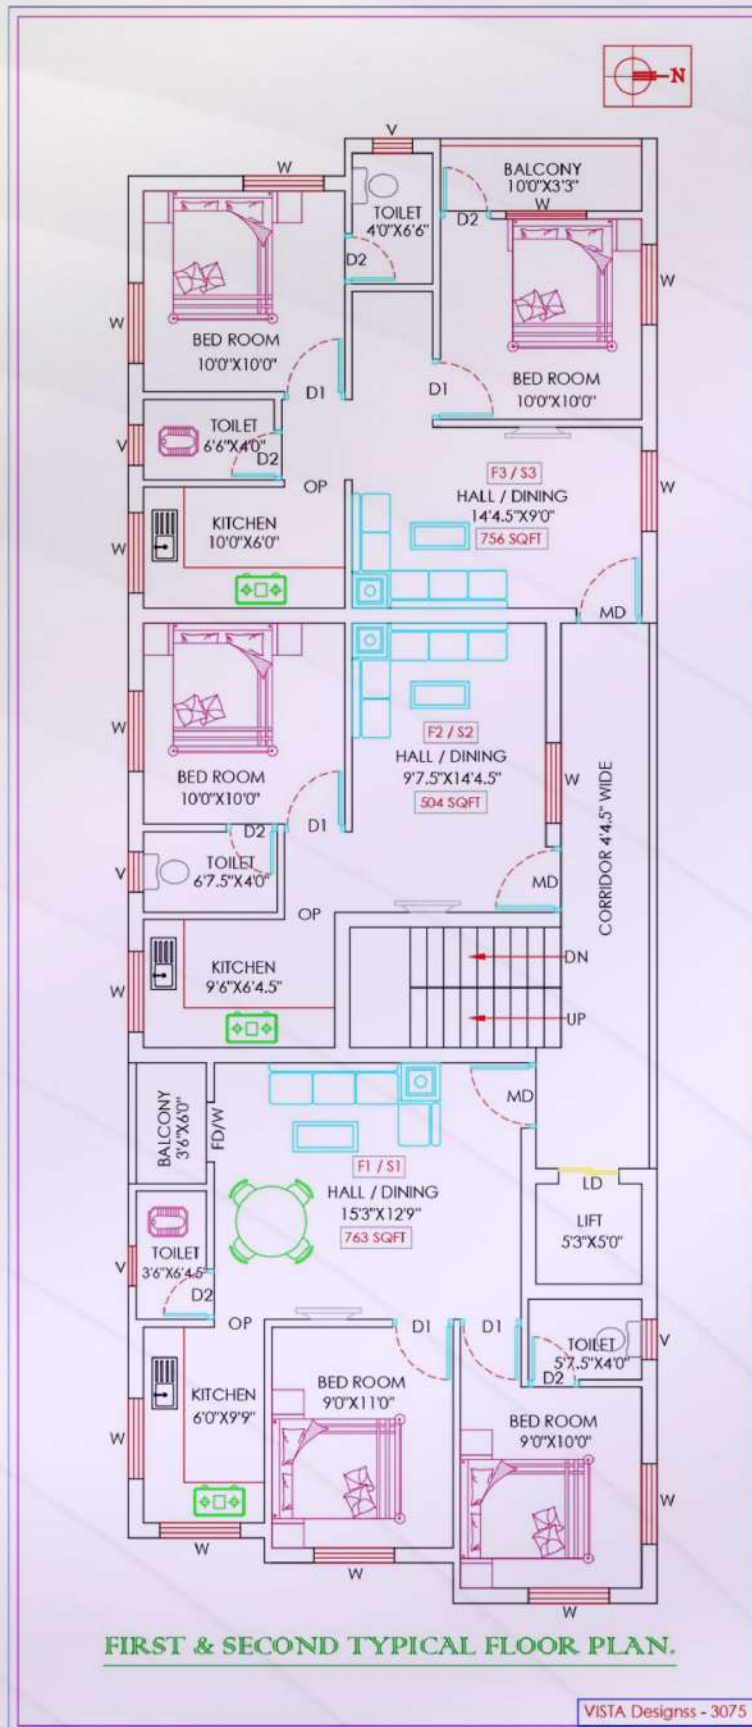 N
V
W
BALCONY
10'0"X3'3"
W
TOILET
4'0"X6'6"
D2
D2
W
W
BED ROOM
10'0"X10'0"
D1
D1
BED ROOM
10'0"X10'0"
V
TOILET
6'6"X4'0"
D2
OP
F3 / S3
HALL / DINING
14'4.5"X9'0"
756 SQFT
W
W
KITCHEN
10'0"X6'0"
MD
W
BED ROOM
10'0"X10'0"
D1
D2
F2 / S2
HALL / DINING
9'7.5"X14'4.5"
504 SQFT
W
CORRIDOR 4'4.5" WIDE
V
TOILET
6'7.5"X4'0"
MD
OP
W
KITCHEN
9'6"X6'4.5"
DN
UP
BALCONY
3'6"X6'0"
FD/W
MD
F1 / S1
HALL / DINING
15'3"X12'9"
763 SQFT
LD
LIFT
5'3"X5'0"
V
TOILET
3'6"X6'4.5"
D2
OP
D1
D1
TOILET
5'7.5"X4'0"
D2
V
W
KITCHEN
6'0"X9'9"
BED ROOM
9'0"X11'0"
BED ROOM
9'0"X10'0"
W
W
W
W
FIRST & SECOND TYPICAL FLOOR PLAN.
VISTA Designss - 3075